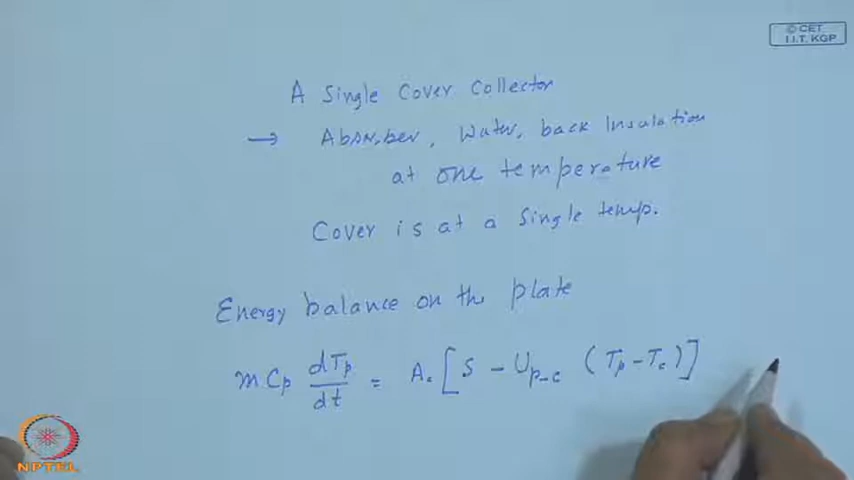 © CET
I.I.T. KGP
A Single Cover Collector
→ Absorber, Water, back Insulation
at one temperature
Cover is at a Single temp.
Energy balance on the plate
m Cp dTp/dt = Ac [S - Up-c (Tp - Tc)]
NPTEL